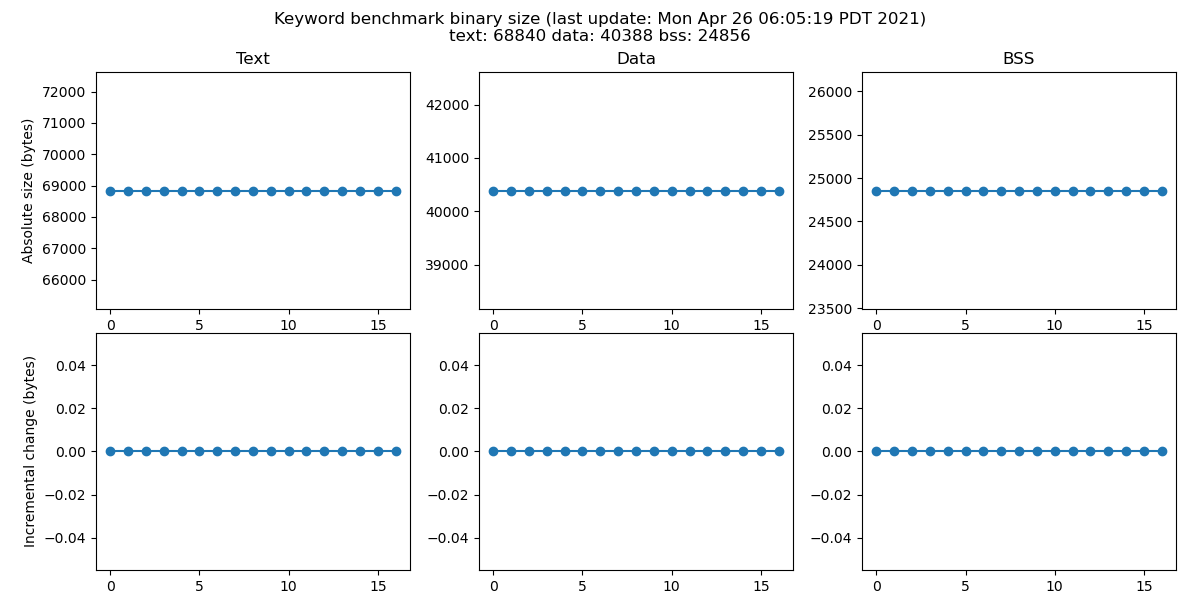 Keyword benchmark binary size (last update: Mon Apr 26 06:05:19 PDT 2021)
text: 68840 data: 40388 bss: 24856
Text
Data
BSS
Absolute size (bytes)
72000
71000
70000
69000
68000
67000
66000
0 5 10 15
42000
41000
40000
39000
0 5 10 15
26000
25500
25000
24500
24000
23500
0 5 10 15
Incremental change (bytes)
0.04
0.02
0.00
−0.02
−0.04
0 5 10 15
0.04
0.02
0.00
−0.02
−0.04
0 5 10 15
0.04
0.02
0.00
−0.02
−0.04
0 5 10 15